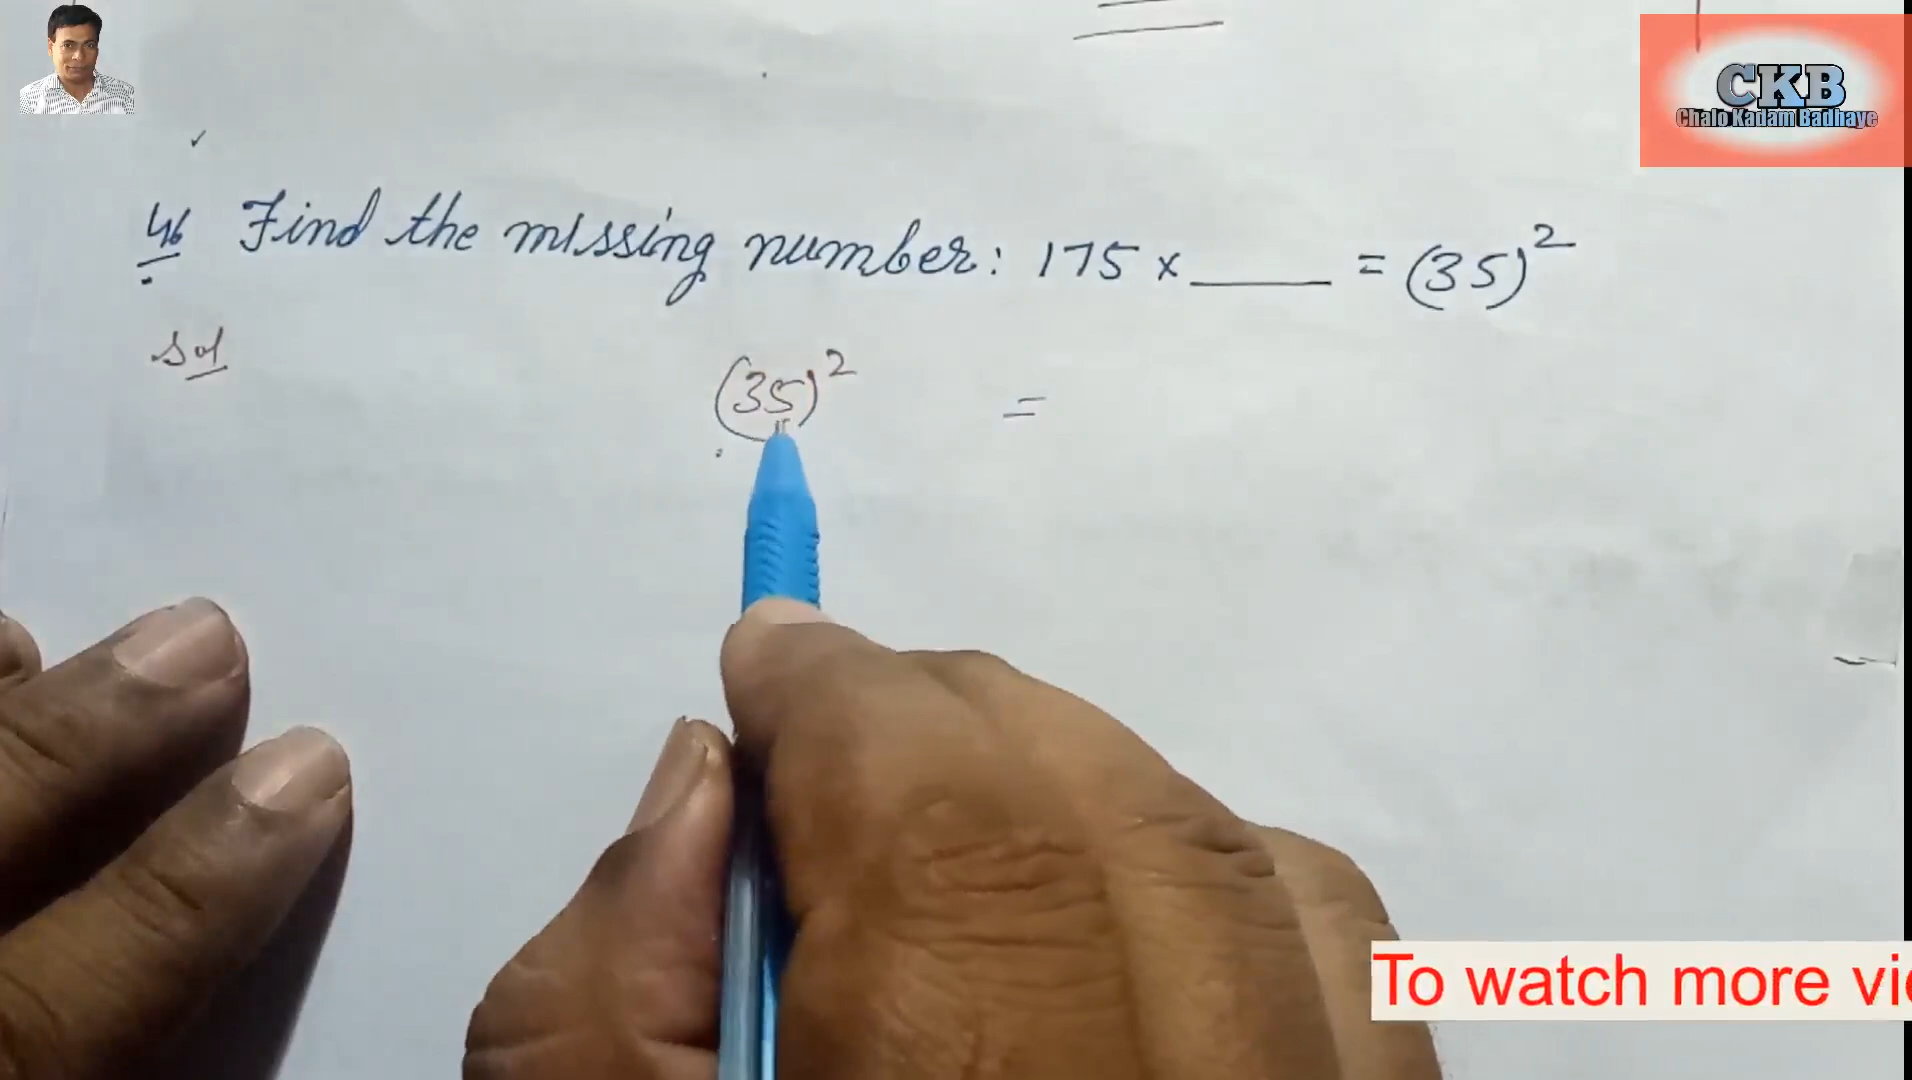 CKB
Chalo Kadam Badhaye
46 Find the missing number: 175 × ____ = (35)²
Sol
(35)² =
To watch more vi